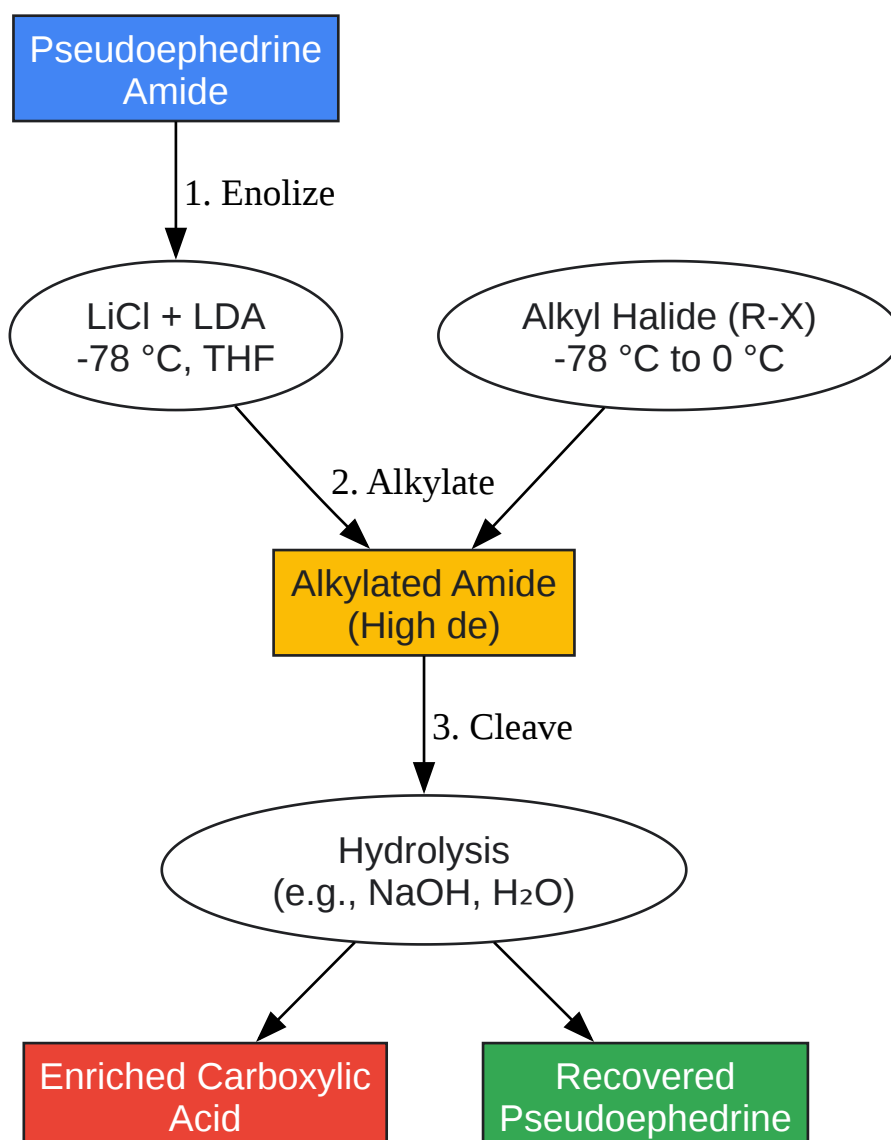 Pseudoephedrine
Amide
1. Enolize
LiCl + LDA
-78 °C, THF
Alkyl Halide (R-X)
-78 °C to 0 °C
2. Alkylate
Alkylated Amide
(High de)
3. Cleave
Hydrolysis
(e.g., NaOH, H₂O)
Enriched Carboxylic
Acid
Recovered
Pseudoephedrine